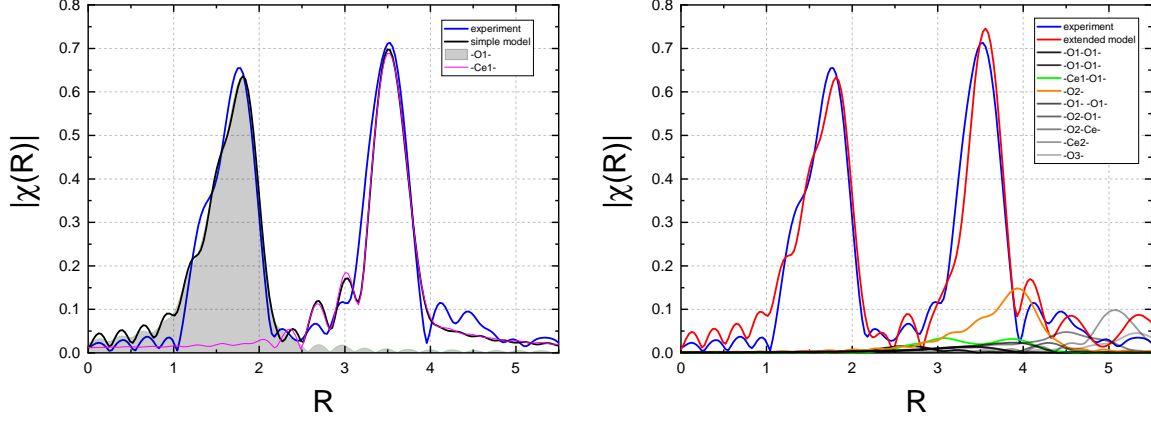 0.8
0.7
0.6
0.5
0.4
0.3
0.2
0.1
0.0
|χ(R)|
0 1 2 3 4 5
R
experiment
simple model
-O1-
-Ce1-
0.8
0.7
0.6
0.5
0.4
0.3
0.2
0.1
0.0
|χ(R)|
0 1 2 3 4 5
R
experiment
extended model
-O1-O1-
-O1-O1-
-Ce1-O1-
-O2-
-O1- -O1-
-O2-O1-
-O2-Ce-
-Ce2-
-O3-